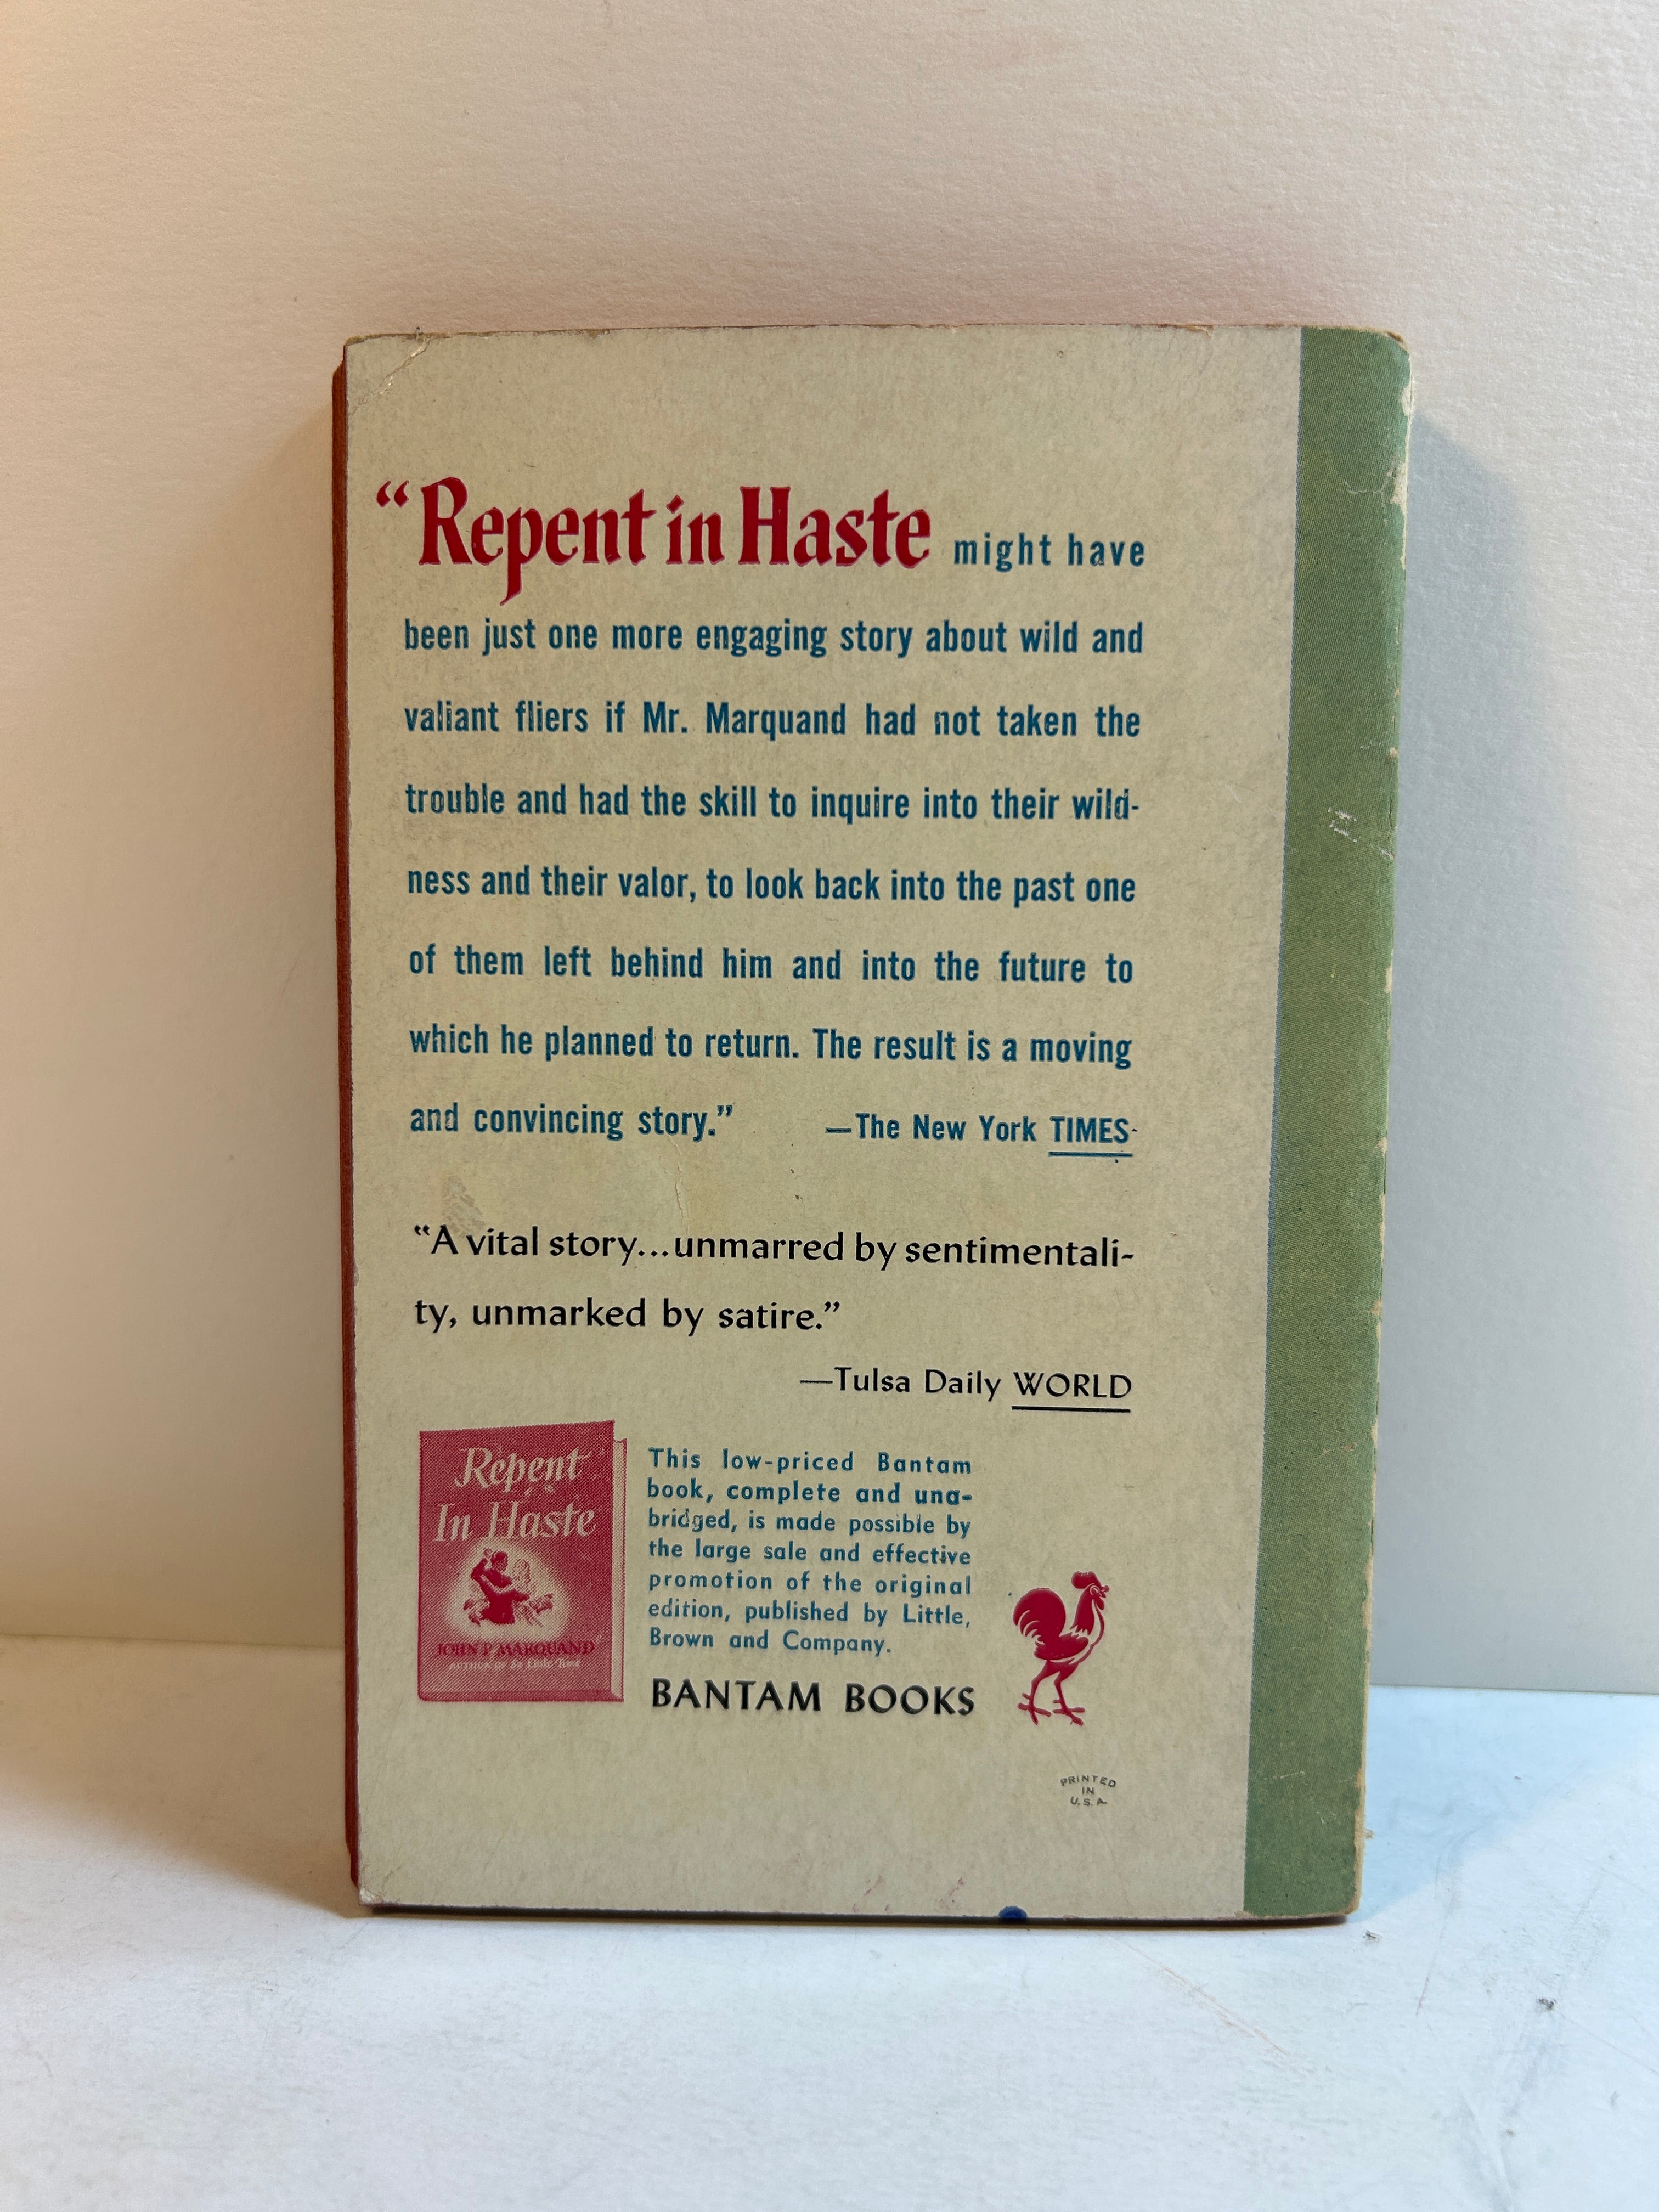 “Repent in Haste might have
been just one more engaging story about wild and
valiant fliers if Mr. Marquand had not taken the
trouble and had the skill to inquire into their wild-
ness and their valor, to look back into the past one
of them left behind him and into the future to
which he planned to return. The result is a moving
and convincing story.” —The New York TIMES
“A vital story...unmarred by sentimentali-
ty, unmarked by satire.”
—Tulsa Daily WORLD
Repent
In Haste
JOHN P. MARQUAND
AUTHOR OF So Little Time
This low-priced Bantam
book, complete and una-
bridged, is made possible by
the large sale and effective
promotion of the original
edition, published by Little,
Brown and Company.
BANTAM BOOKS
PRINTED
IN
U.S.A